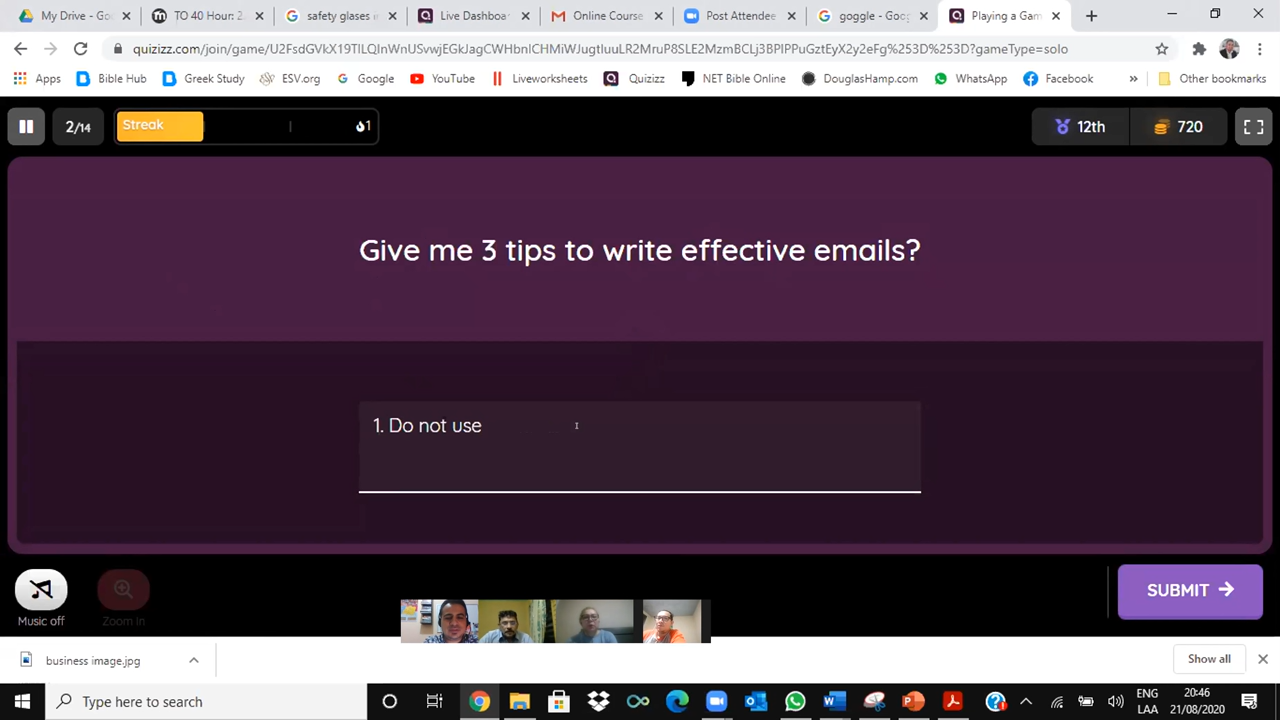 My Drive - Go
TO 40 Hour: 2
safety glases i
Live Dashboa
Online Course
Post Attendee
goggle - Goog
Playing a Gam
quizizz.com/join/game/U2FsdGVkX19TlLQInWnUSvwjEGkJagCWHbnlCHMiWJugtluuLR2MruP8SLE2MzmBCLj3BPlPPuGztEyX2y2eFg%253D%253D?gameType=solo
Apps
Bible Hub
Greek Study
ESV.org
Google
YouTube
Liveworksheets
Quizizz
NET Bible Online
DouglasHamp.com
WhatsApp
Facebook
»
Other bookmarks
2/14
Streak
1
12th
720
Give me 3 tips to write effective emails?
1. Do not use
Music off
Zoom In
SUBMIT
business image.jpg
Show all
Type here to search
ENG
LAA
20:46
21/08/2020
3